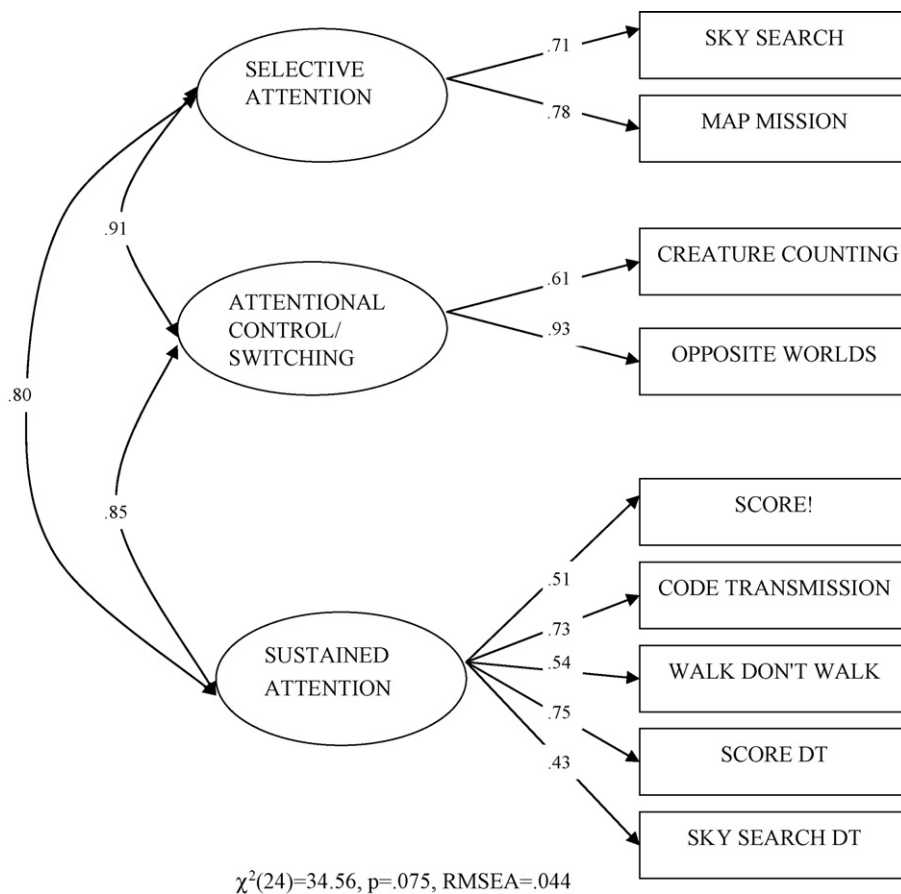 SELECTIVE
ATTENTION
.71
SKY SEARCH
.78
MAP MISSION
.91
ATTENTIONAL
CONTROL/
SWITCHING
.61
CREATURE COUNTING
.93
OPPOSITE WORLDS
.80
.85
SUSTAINED
ATTENTION
.51
SCORE!
.73
CODE TRANSMISSION
.54
WALK DON'T WALK
.75
SCORE DT
.43
SKY SEARCH DT
χ²(24)=34.56, p=.075, RMSEA=.044